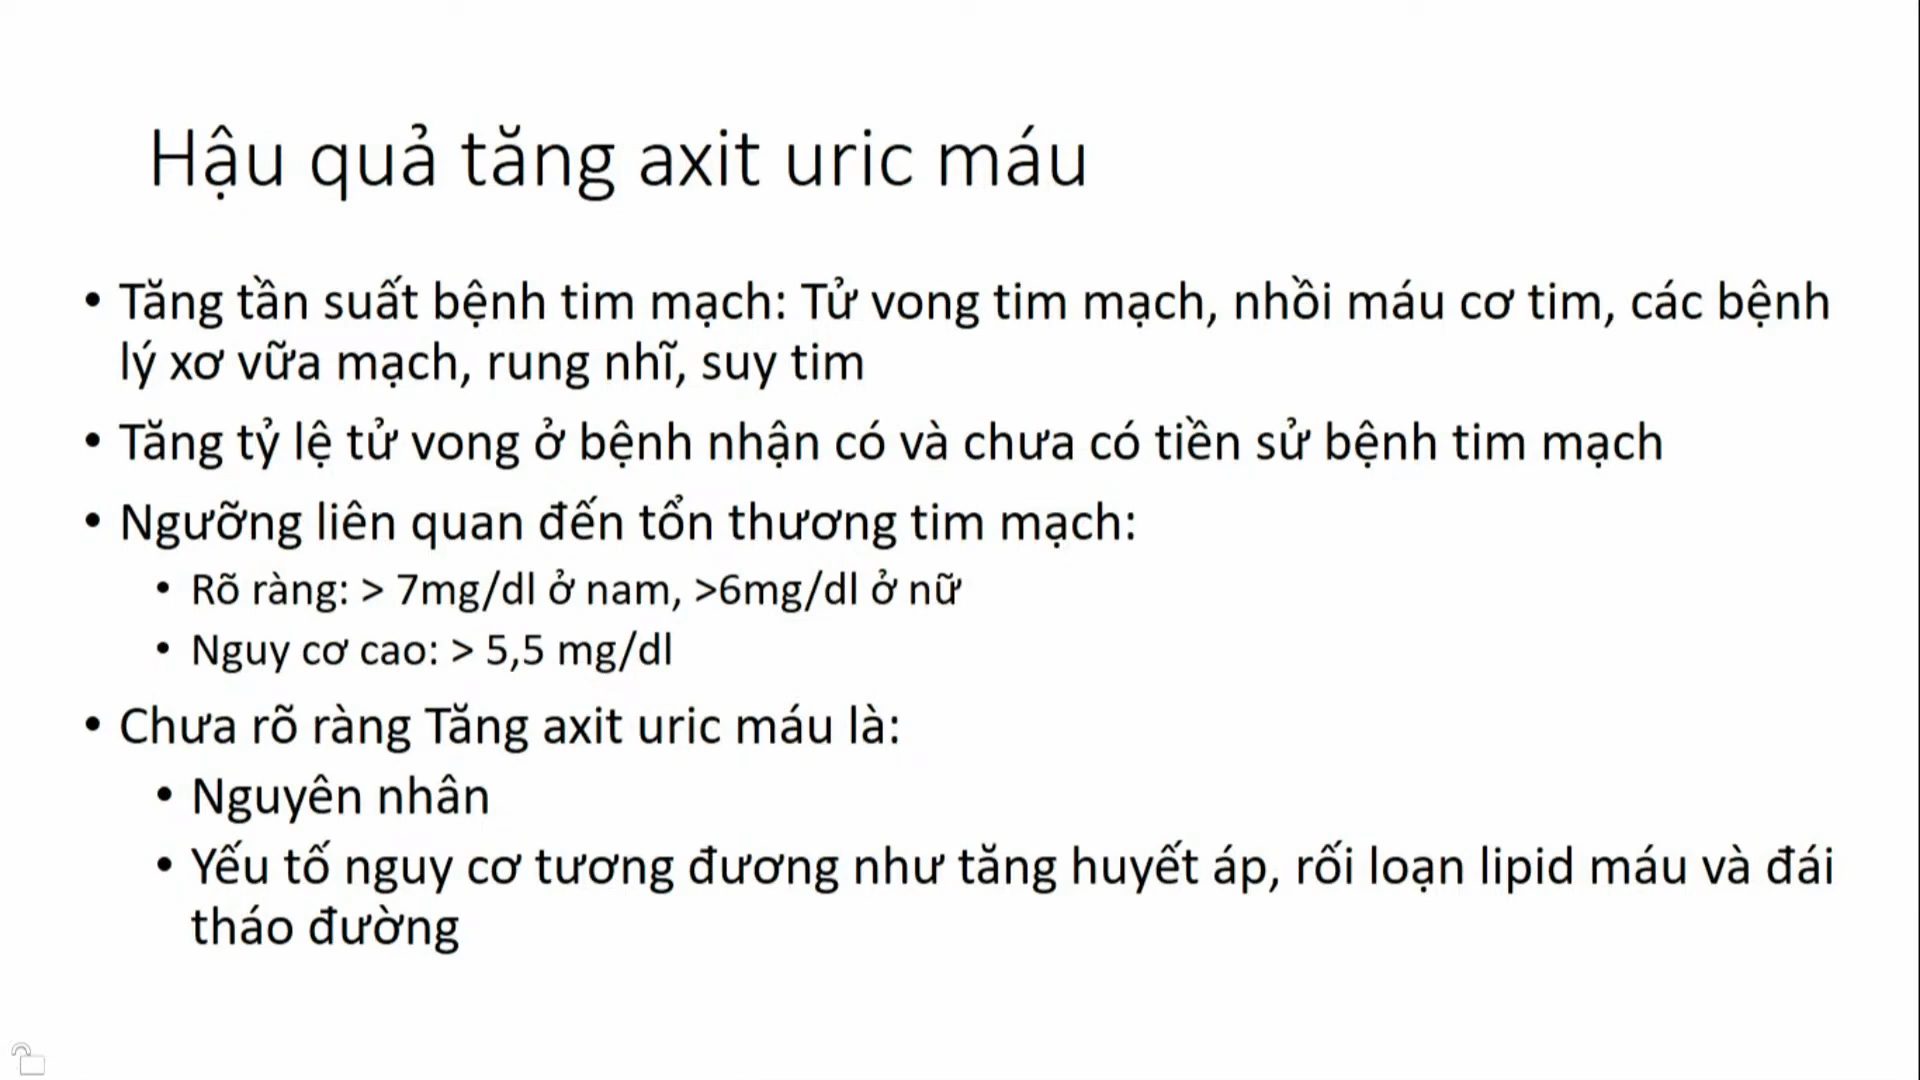 Hậu quả tăng axit uric máu
• Tăng tần suất bệnh tim mạch: Tử vong tim mạch, nhồi máu cơ tim, các bệnh
lý xơ vữa mạch, rung nhĩ, suy tim
• Tăng tỷ lệ tử vong ở bệnh nhận có và chưa có tiền sử bệnh tim mạch
• Ngưỡng liên quan đến tổn thương tim mạch:
• Rõ ràng: > 7mg/dl ở nam, >6mg/dl ở nữ
• Nguy cơ cao: > 5,5 mg/dl
• Chưa rõ ràng Tăng axit uric máu là:
• Nguyên nhân
• Yếu tố nguy cơ tương đương như tăng huyết áp, rối loạn lipid máu và đái
tháo đường